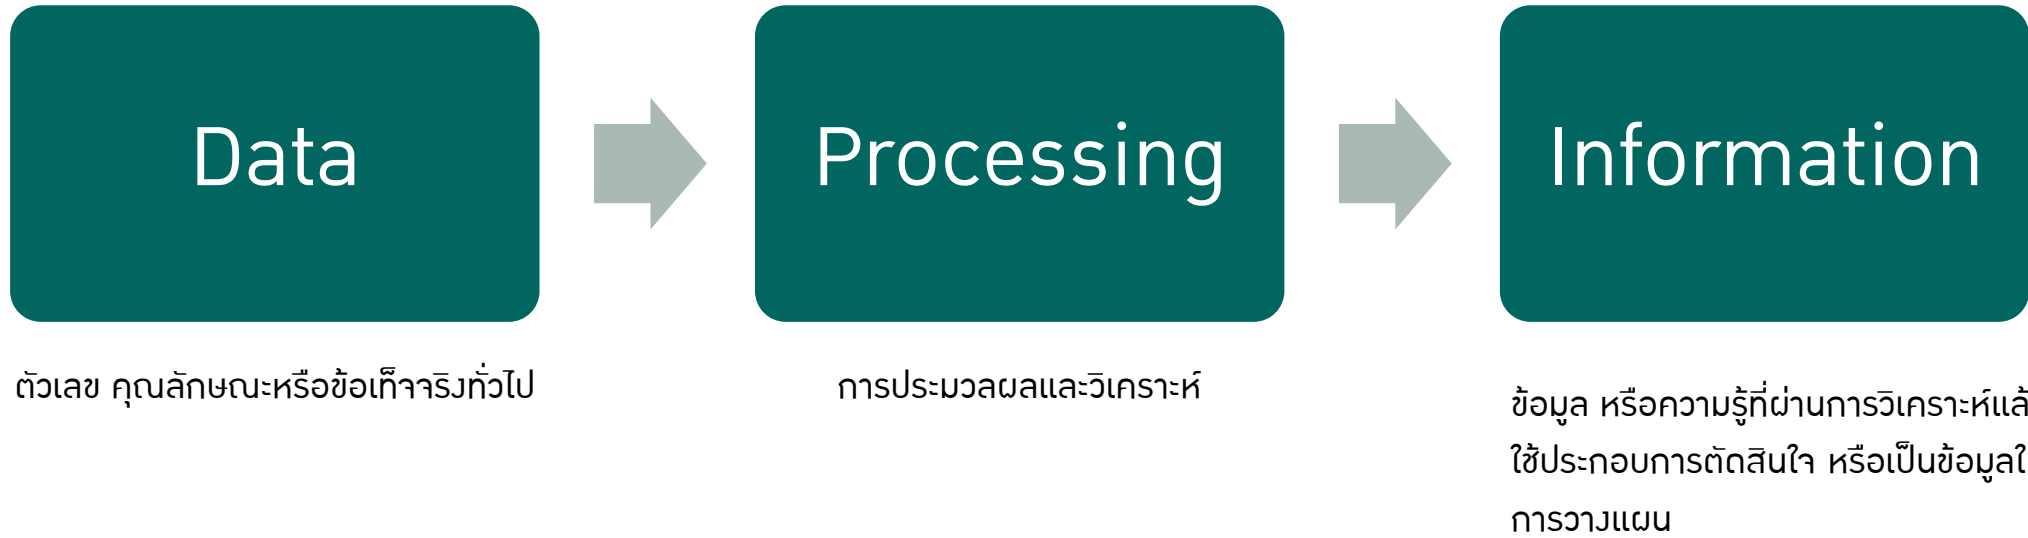 Data
Processing
Information
ตัวเลข คุณลักษณะหรือข้อเท็จจริงทั่วไป
การประมวลผลและวิเคราะห์
ข้อมูล หรือความรู้ที่ผ่านการวิเคราะห์แล้
ใช้ประกอบการตัดสินใจ หรือเป็นข้อมูลใ
การวางแผน